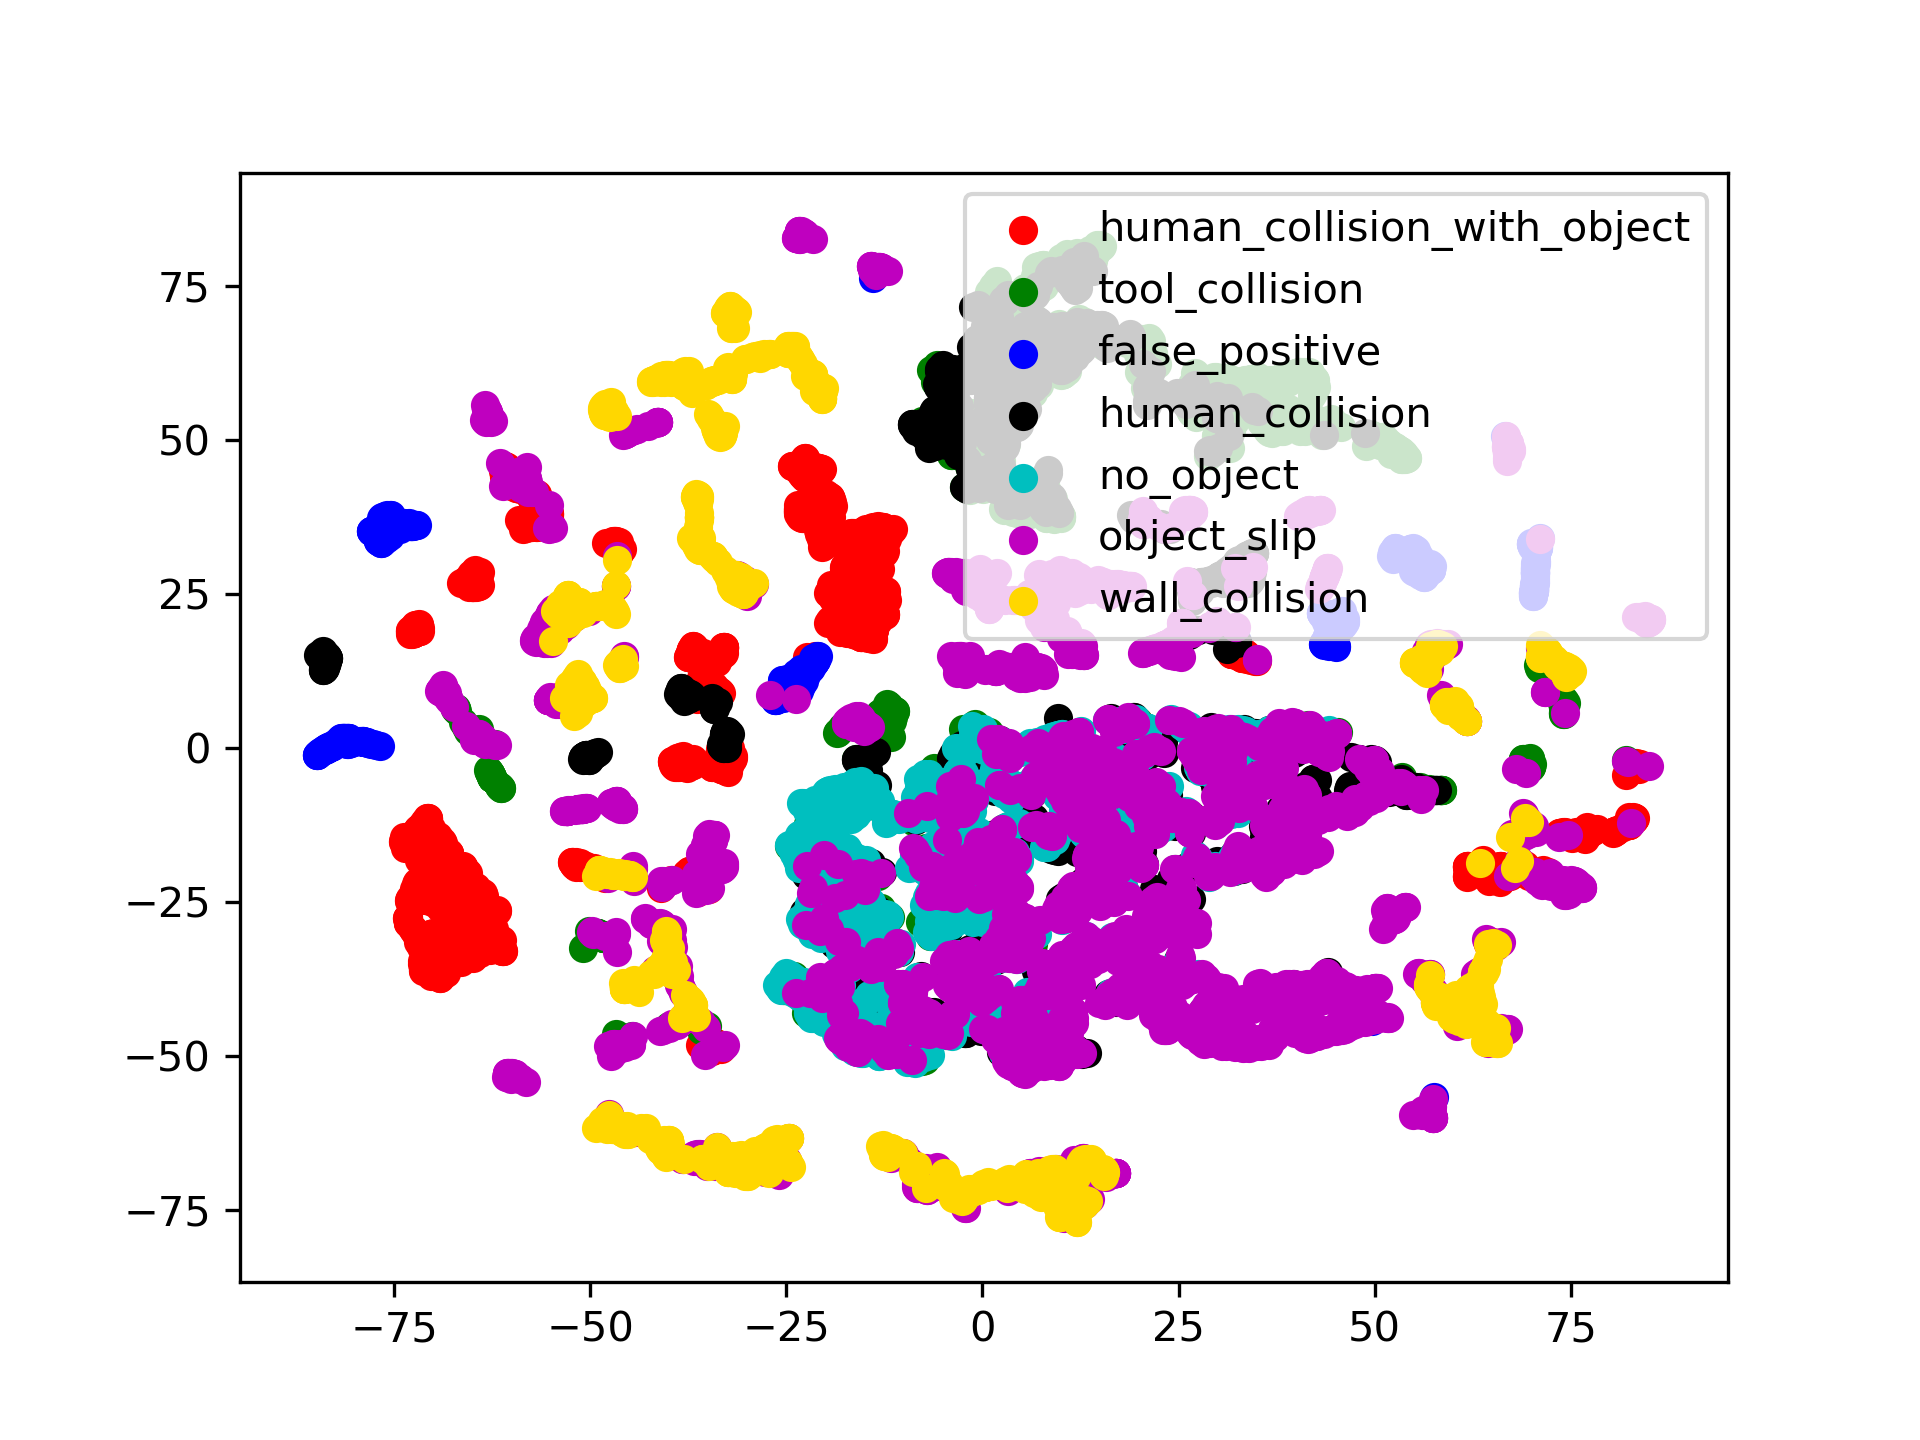 human_collision_with_object
tool_collision
false_positive
human_collision
no_object
object_slip
wall_collision
75
50
25
0
−25
−50
−75
−75 −50 −25 0 25 50 75